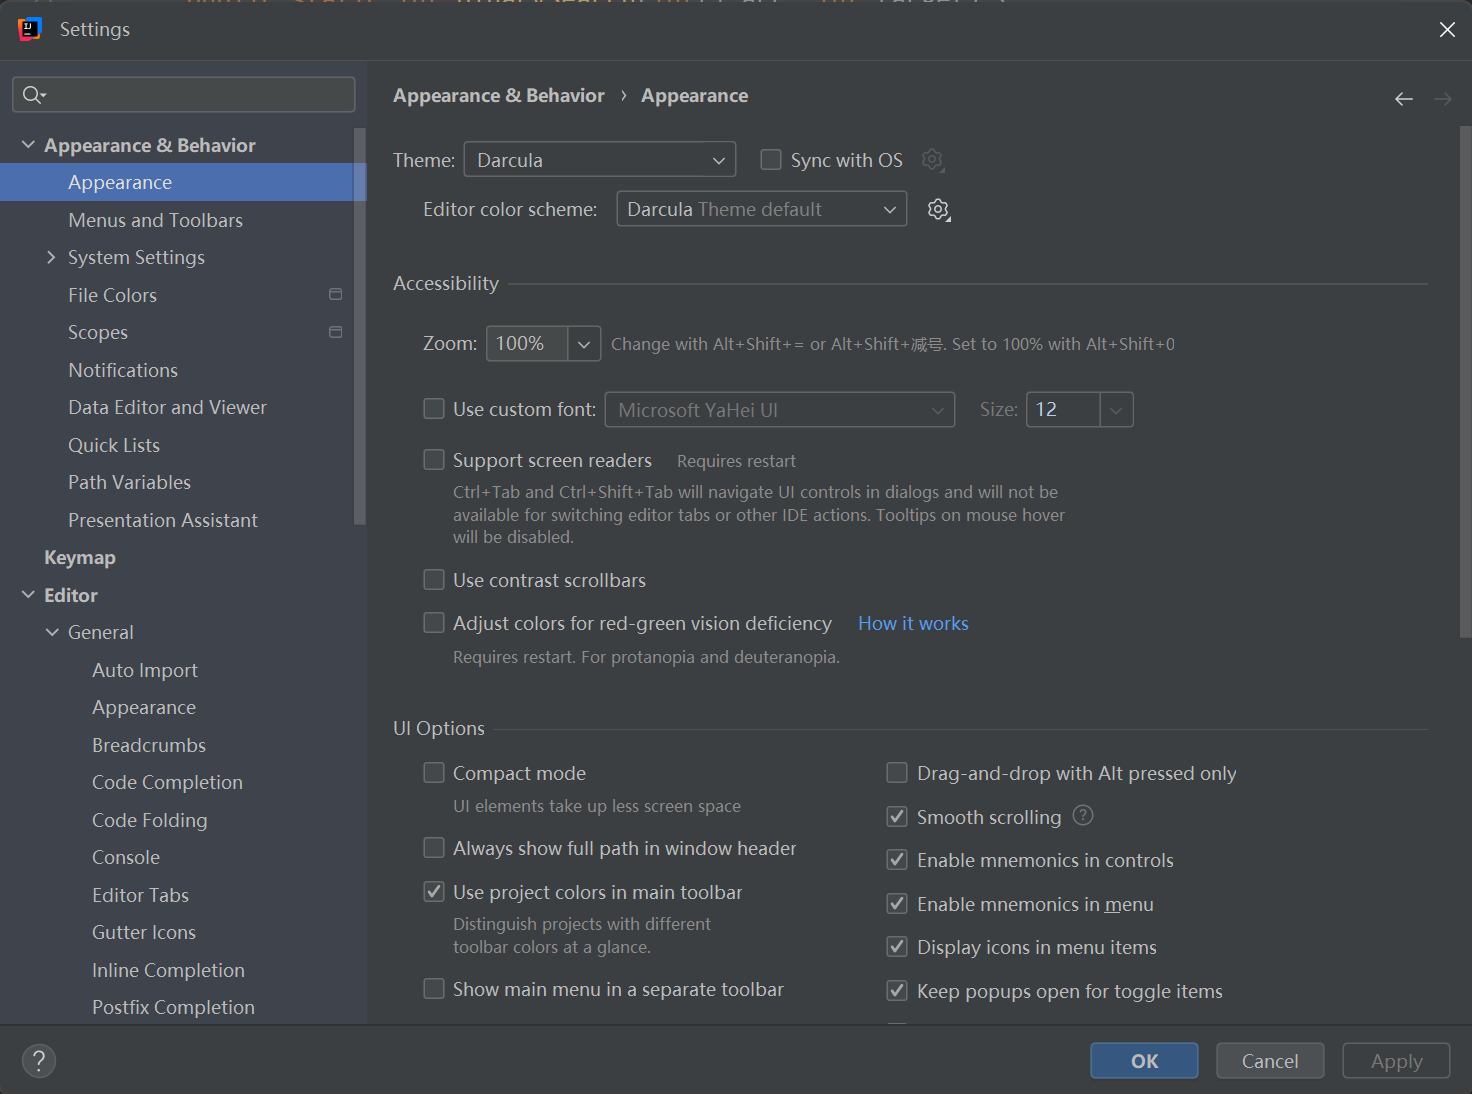 Settings
Appearance & Behavior
Appearance
Menus and Toolbars
System Settings
File Colors
Scopes
Notifications
Data Editor and Viewer
Quick Lists
Path Variables
Presentation Assistant
Keymap
Editor
General
Auto Import
Appearance
Breadcrumbs
Code Completion
Code Folding
Console
Editor Tabs
Gutter Icons
Inline Completion
Postfix Completion
Appearance & Behavior › Appearance
Theme: Darcula Sync with OS
Editor color scheme: Darcula Theme default
Accessibility
Zoom: 100% Change with Alt+Shift+= or Alt+Shift+减号. Set to 100% with Alt+Shift+0
Use custom font: Microsoft YaHei UI Size: 12
Support screen readers Requires restart
Ctrl+Tab and Ctrl+Shift+Tab will navigate UI controls in dialogs and will not be
available for switching editor tabs or other IDE actions. Tooltips on mouse hover
will be disabled.
Use contrast scrollbars
Adjust colors for red-green vision deficiency How it works
Requires restart. For protanopia and deuteranopia.
UI Options
Compact mode
UI elements take up less screen space
Always show full path in window header
Use project colors in main toolbar
Distinguish projects with different
toolbar colors at a glance.
Show main menu in a separate toolbar
Drag-and-drop with Alt pressed only
Smooth scrolling ?
Enable mnemonics in controls
Enable mnemonics in menu
Display icons in menu items
Keep popups open for toggle items
?
OK
Cancel
Apply